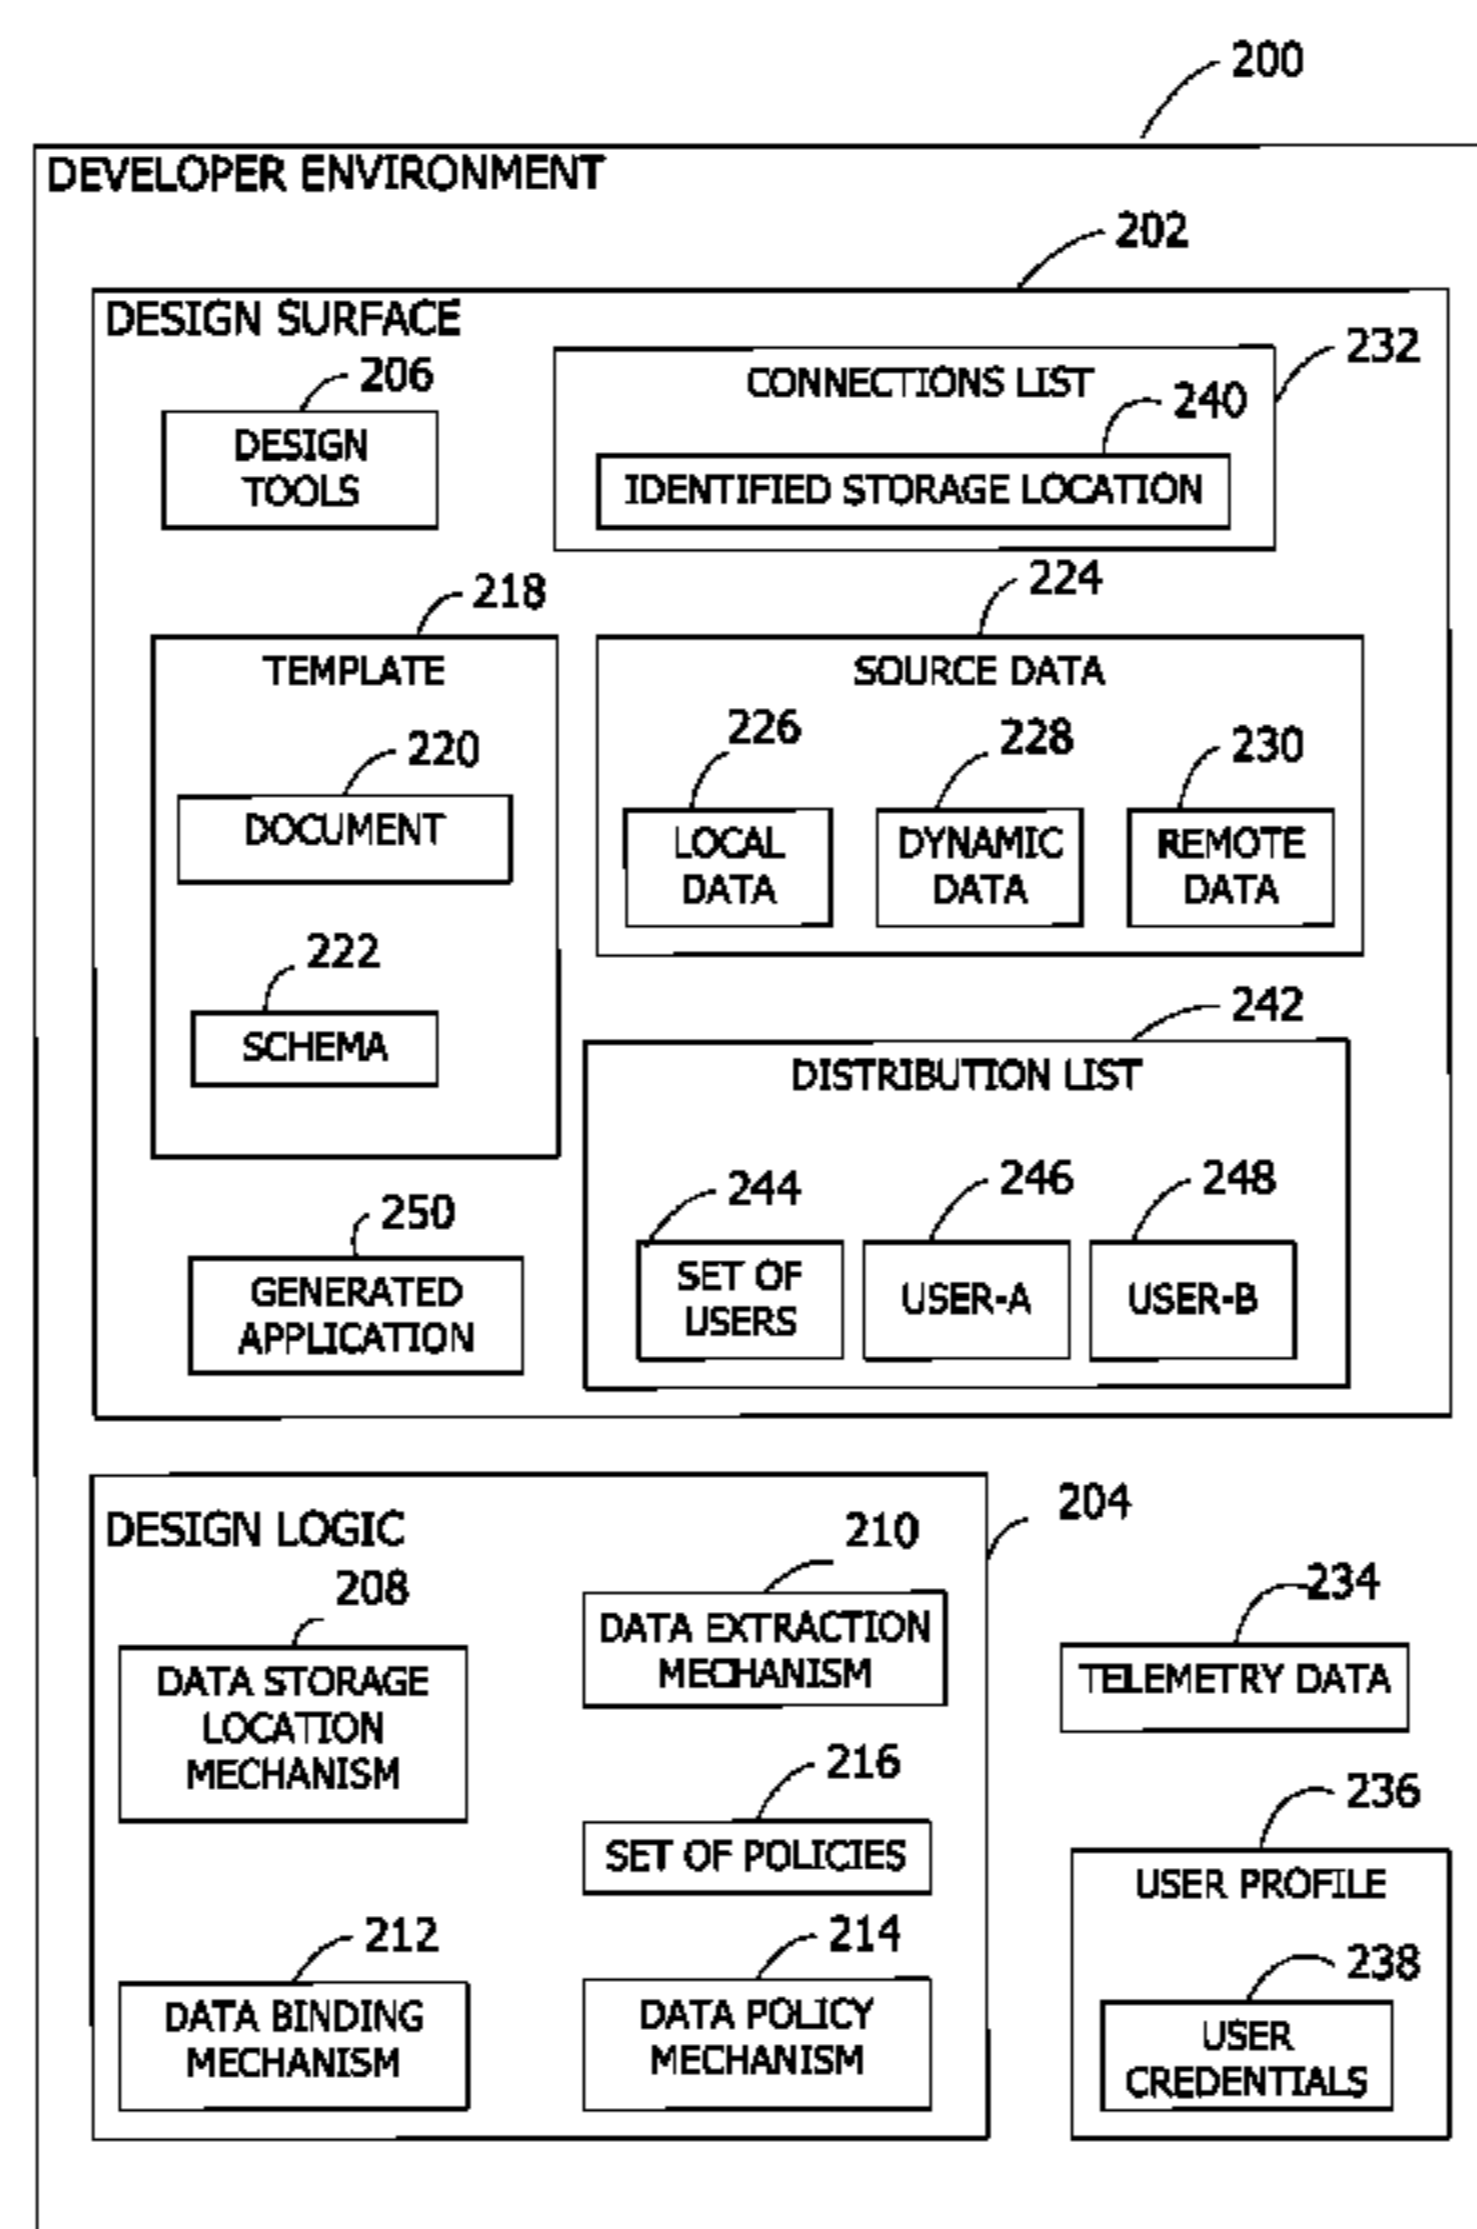 200
DEVELOPER ENVIRONMENT
202
DESIGN SURFACE
232
206
CONNECTIONS LIST
240
DESIGN
TOOLS
IDENTIFIED STORAGE LOCATION
218
224
TEMPLATE
SOURCE DATA
220
226
228
230
DOCUMENT
LOCAL
DATA
DYNAMIC
DATA
REMOTE
DATA
222
SCHEMA
242
DISTRIBUTION LIST
244
246
248
250
SET OF
USERS
USER-A
USER-B
GENERATED
APPLICATION
204
DESIGN LOGIC
210
208
DATA EXTRACTION
MECHANISM
234
DATA STORAGE
LOCATION
MECHANISM
TELEMETRY DATA
216
236
SET OF POLICIES
USER PROFILE
212
214
238
DATA BINDING
MECHANISM
DATA POLICY
MECHANISM
USER
CREDENTIALS